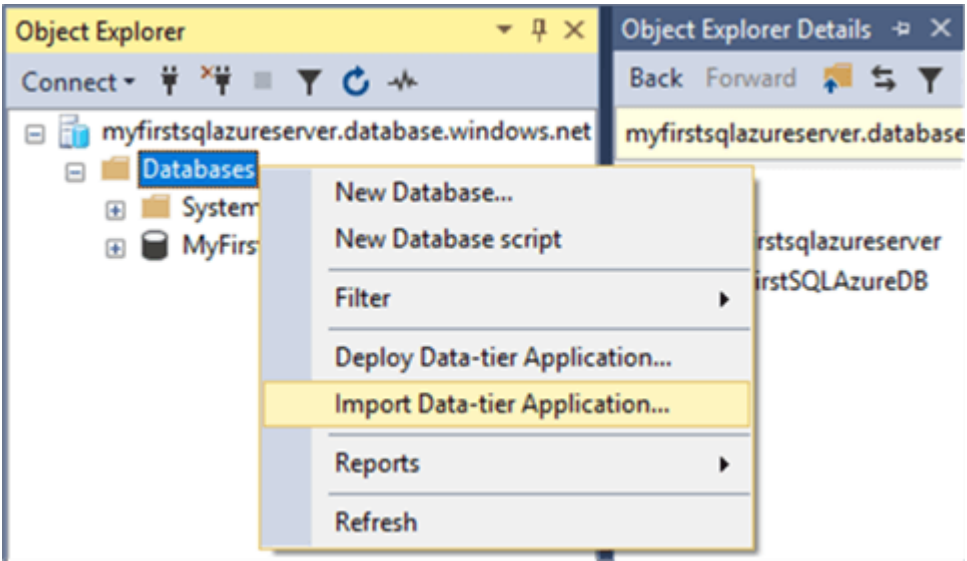 Object Explorer
Connect
myfirstsqlazureserver.database.windows.net
Databases
System
MyFirs
New Database...
New Database script
Filter
Deploy Data-tier Application...
Import Data-tier Application...
Reports
Refresh
Object Explorer Details
Back Forward
myfirstsqlazureserver.database
rstsqlazureserver
irstSQLAzureDB